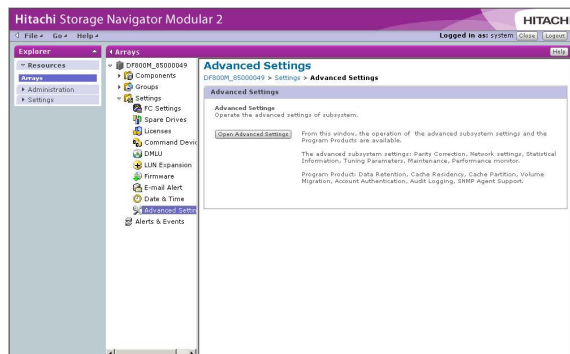 Hitachi Storage Navigator Modular 2
HITACHI
File Go Help
Logged in as: system Close Logout
Explorer
Resources
Arrays
Administration
Settings
Arrays
Help
DF800M_85000049
Components
Groups
Settings
FC Settings
Spare Drives
Licenses
Command Devic
DMLU
LUN Expansion
Firmware
E-mail Alert
Date & Time
Advanced Settin
Alerts & Events
Advanced Settings
DF800M_85000049 > Settings > Advanced Settings
Advanced Settings
Advanced Settings
Operate the advanced settings of subsystem.
Open Advanced Settings
From this window, the operation of the advanced subsystem settings and the
Program Products are available.
The advanced subsystem settings: Parity Correction, Network settings, Statistical
Information, Tuning Parameters, Maintenance, Performance monitor.
Program Product: Data Retention, Cache Residency, Cache Partition, Volume
Migration, Account Authentication, Audit Logging, SNMP Agent Support.